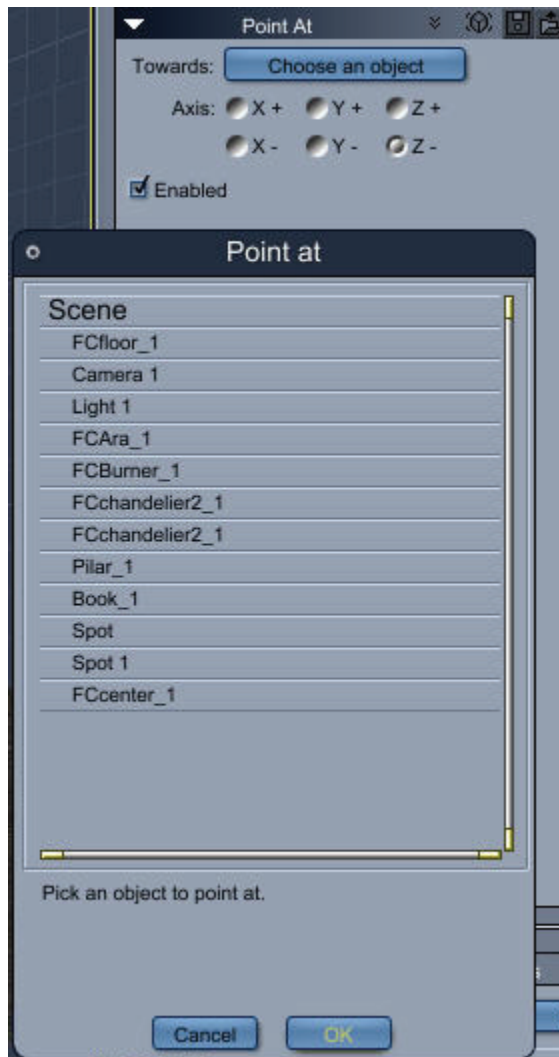 Point At
Towards: Choose an object
Axis: X + Y + Z +
X - Y - Z -
Enabled
Point at
Scene
FCfloor_1
Camera 1
Light 1
FCAra_1
FCBurner_1
FCchandelier2_1
FCchandelier2_1
Pilar_1
Book_1
Spot
Spot 1
FCcenter_1
Pick an object to point at.
s
Cancel OK